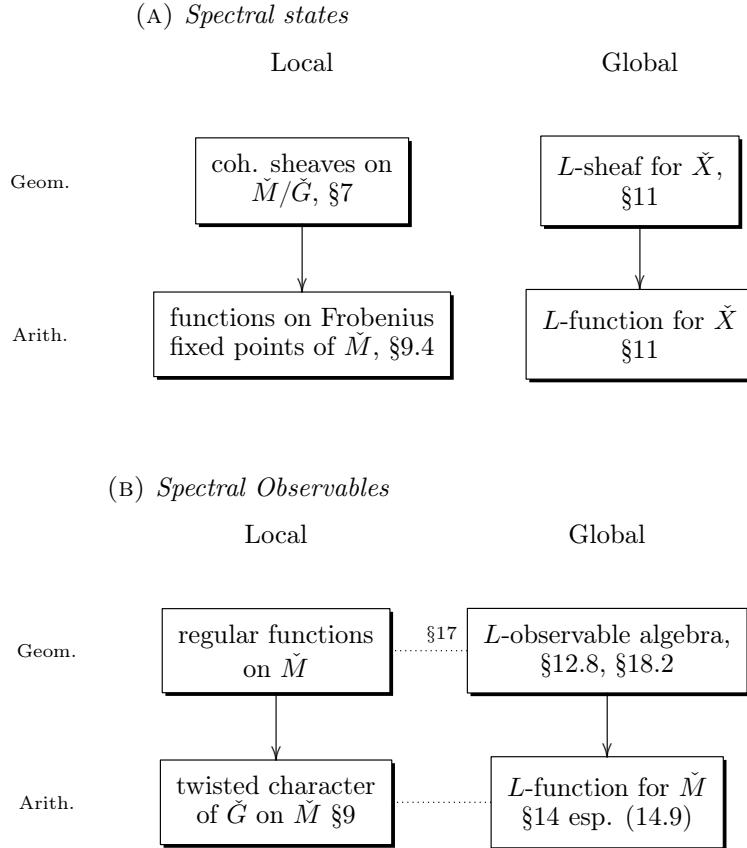 (A) Spectral states
Local Global
Geom.
coh. sheaves on
M̌/Ǧ, §7
L-sheaf for X̌,
§11
Arith.
functions on Frobenius
fixed points of M̌, §9.4
L-function for X̌
§11
(B) Spectral Observables
Local Global
Geom.
regular functions
on M̌
§17
L-observable algebra,
§12.8, §18.2
Arith.
twisted character
of Ǧ on M̌ §9
L-function for M̌
§14 esp. (14.9)